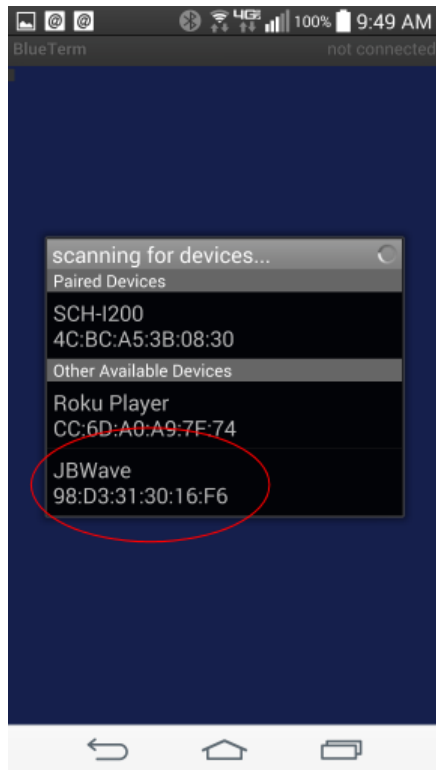 @ @ 4G 100% 9:49 AM
BlueTerm not connected
scanning for devices...
Paired Devices
SCH-I200
4C:BC:A5:3B:08:30
Other Available Devices
Roku Player
CC:6D:A0:A9:7F:74
JBWave
98:D3:31:30:16:F6